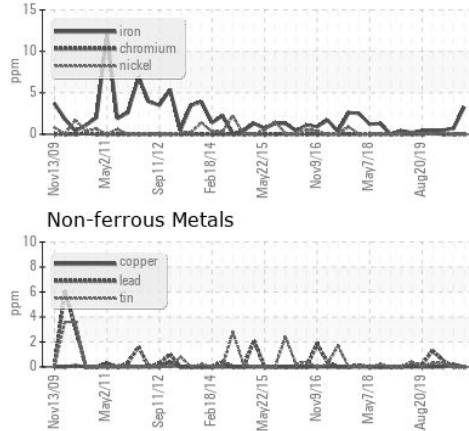 15
iron
chromium
10
nickel
ppm
5
0
Nov13/09
May2/11
Sep11/12
Feb18/14
May22/15
Nov9/16
May7/18
Aug20/19
Non-ferrous Metals
10
copper
8
lead
tin
6
ppm
4
2
0
Nov13/09
May2/11
Sep11/12
Feb18/14
May22/15
Nov9/16
May7/18
Aug20/19